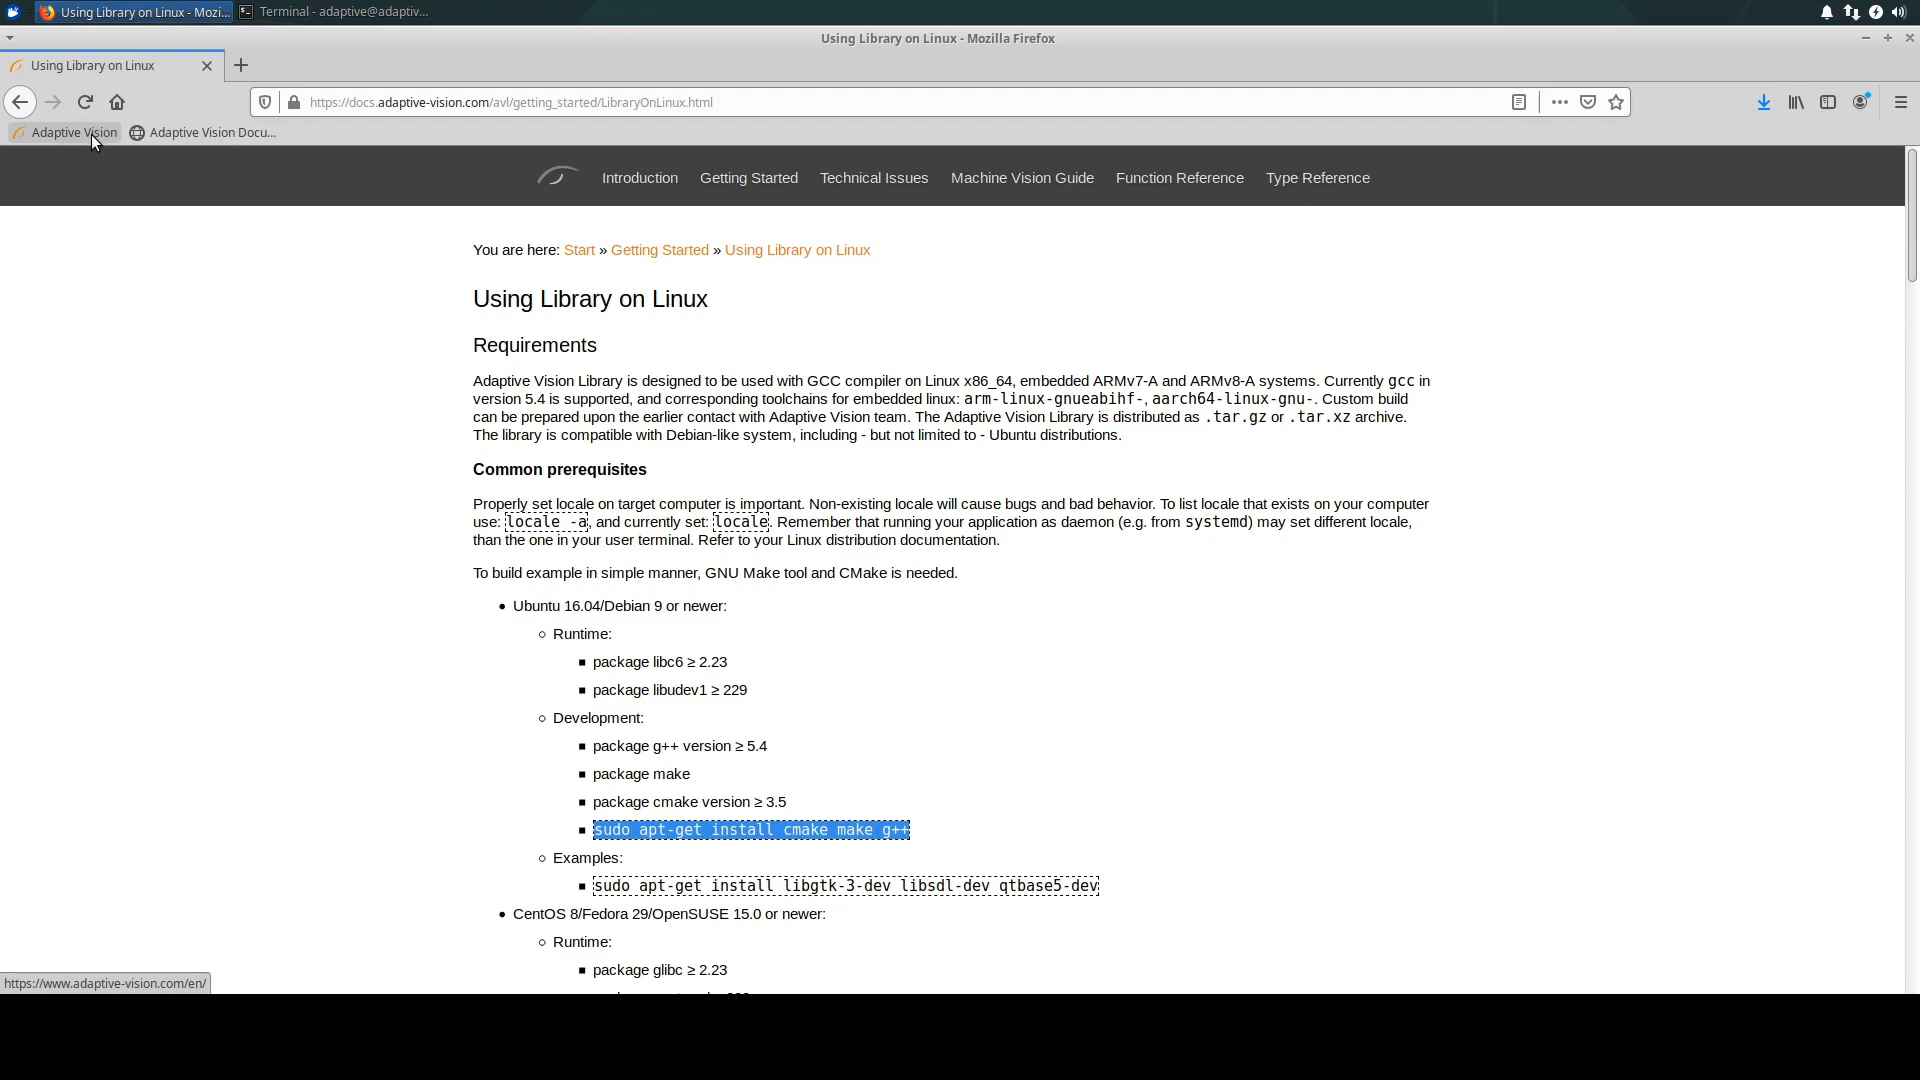 Using Library on Linux - Mozi...
Terminal - adaptive@adaptiv...
Using Library on Linux - Mozilla Firefox
Using Library on Linux
https://docs.adaptive-vision.com/avl/getting_started/LibraryOnLinux.html
Adaptive Vision
Adaptive Vision Docu...
Introduction
Getting Started
Technical Issues
Machine Vision Guide
Function Reference
Type Reference
You are here: Start » Getting Started » Using Library on Linux
Using Library on Linux
Requirements
Adaptive Vision Library is designed to be used with GCC compiler on Linux x86_64, embedded ARMv7-A and ARMv8-A systems. Currently gcc in
version 5.4 is supported, and corresponding toolchains for embedded linux: arm-linux-gnueabihf-, aarch64-linux-gnu-. Custom build
can be prepared upon the earlier contact with Adaptive Vision team. The Adaptive Vision Library is distributed as .tar.gz or .tar.xz archive.
The library is compatible with Debian-like system, including - but not limited to - Ubuntu distributions.
Common prerequisites
Properly set locale on target computer is important. Non-existing locale will cause bugs and bad behavior. To list locale that exists on your computer
use: locale -a, and currently set: locale. Remember that running your application as daemon (e.g. from systemd) may set different locale,
than the one in your user terminal. Refer to your Linux distribution documentation.
To build example in simple manner, GNU Make tool and CMake is needed.
Ubuntu 16.04/Debian 9 or newer:
Runtime:
package libc6 ≥ 2.23
package libudev1 ≥ 229
Development:
package g++ version ≥ 5.4
package make
package cmake version ≥ 3.5
sudo apt-get install cmake make g++
Examples:
sudo apt-get install libgtk-3-dev libsdl-dev qtbase5-dev
CentOS 8/Fedora 29/OpenSUSE 15.0 or newer:
Runtime:
package glibc ≥ 2.23
https://www.adaptive-vision.com/en/